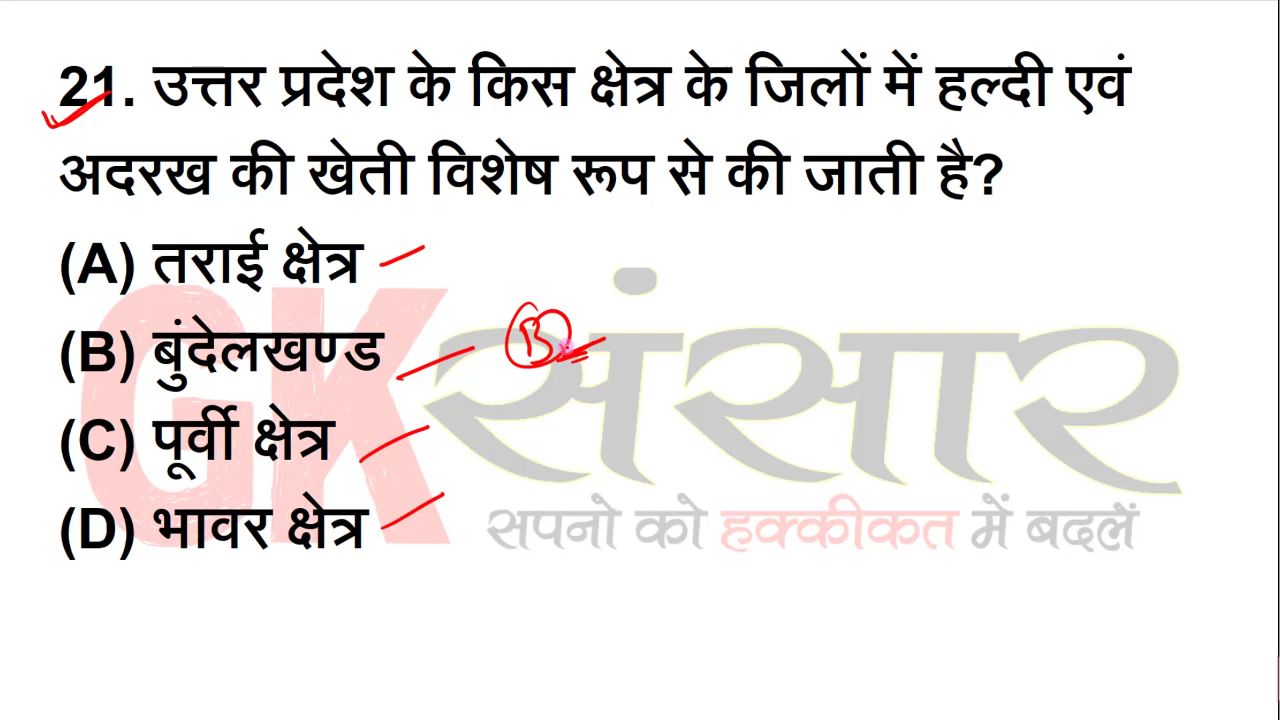 21. उत्तर प्रदेश के किस क्षेत्र के जिलों में हल्दी एवं
अदरख की खेती विशेष रूप से की जाती है?
(A) तराई क्षेत्र
(B) बुंदेलखण्ड
B
(C) पूर्वी क्षेत्र
(D) भावर क्षेत्र
GK संसार
सपनो को हक्कीकत में बदलें